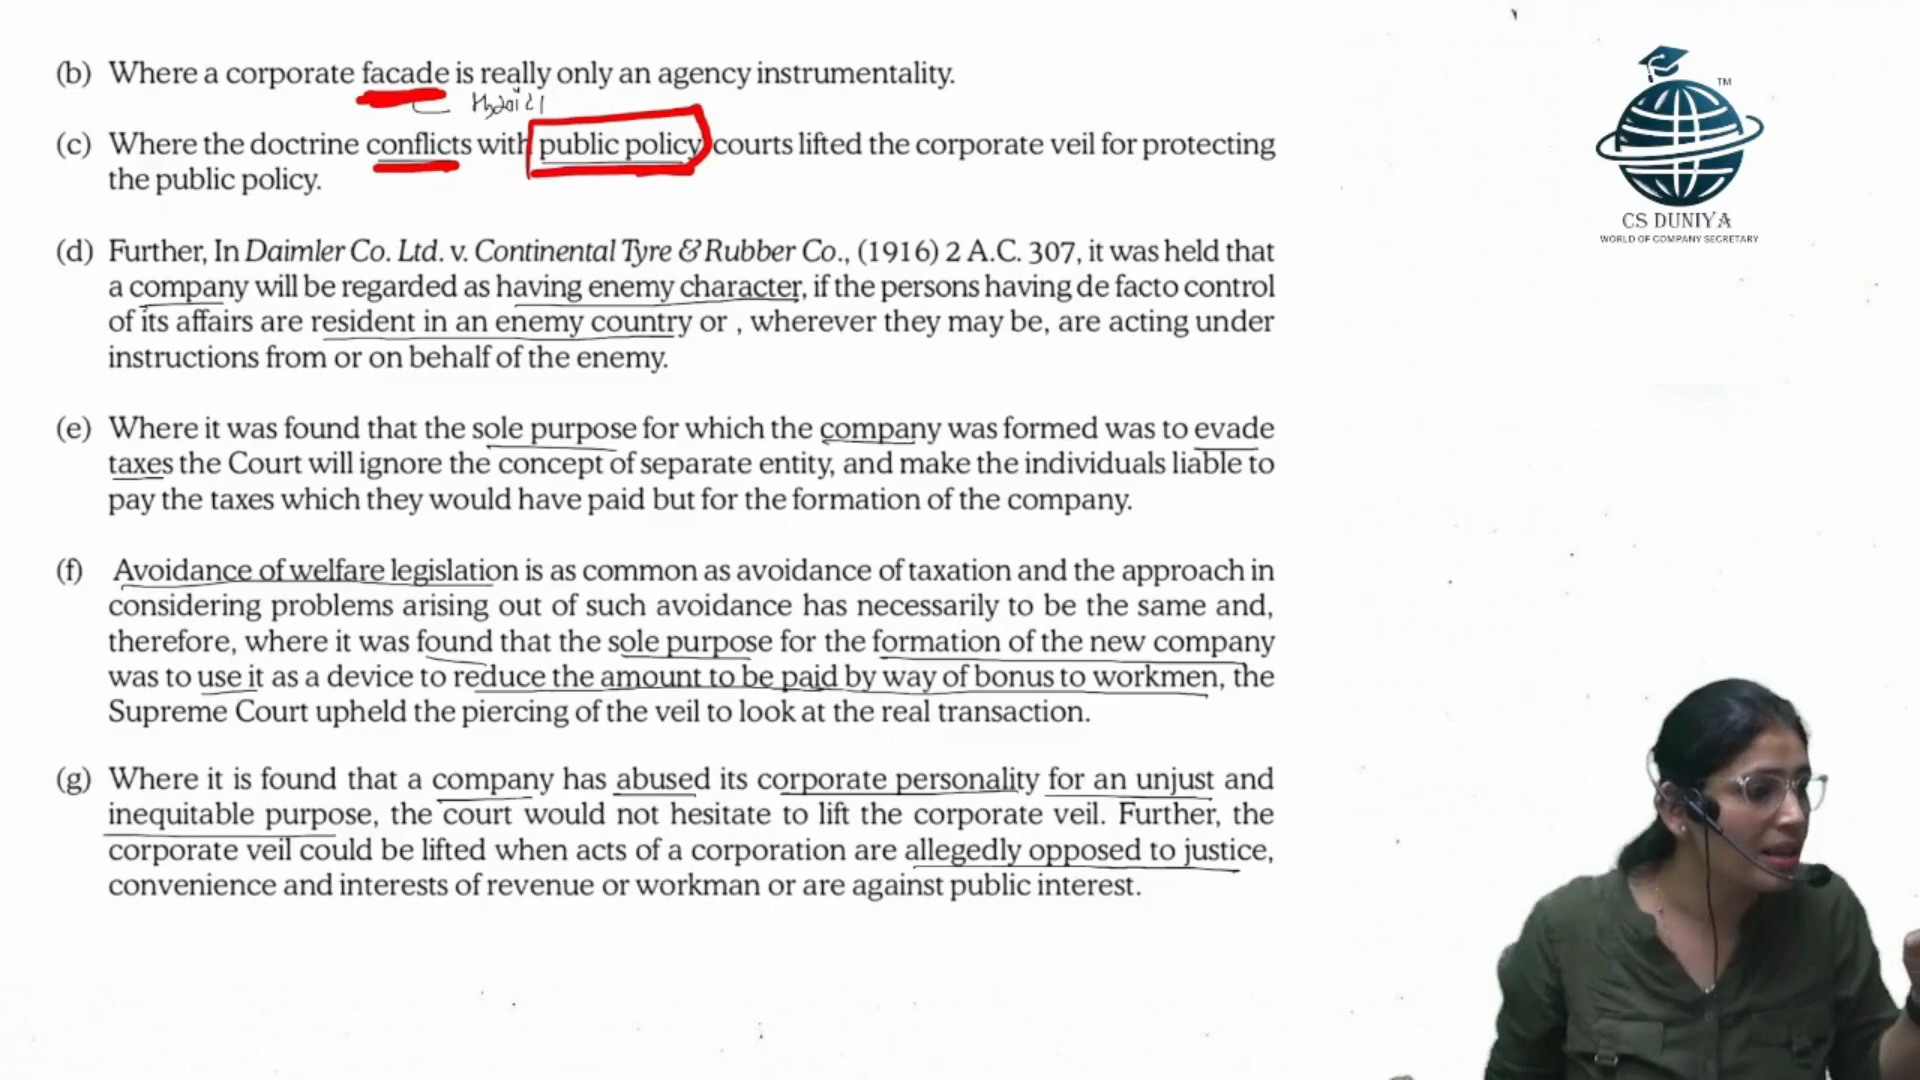 (b) Where a corporate facade is really only an agency instrumentality.
(c) Where the doctrine conflicts with public policy courts lifted the corporate veil for protecting
the public policy.
(d) Further, In Daimler Co. Ltd. v. Continental Tyre & Rubber Co., (1916) 2 A.C. 307, it was held that
a company will be regarded as having enemy character, if the persons having de facto control
of its affairs are resident in an enemy country or , wherever they may be, are acting under
instructions from or on behalf of the enemy.
(e) Where it was found that the sole purpose for which the company was formed was to evade
taxes the Court will ignore the concept of separate entity, and make the individuals liable to
pay the taxes which they would have paid but for the formation of the company.
(f) Avoidance of welfare legislation is as common as avoidance of taxation and the approach in
considering problems arising out of such avoidance has necessarily to be the same and,
therefore, where it was found that the sole purpose for the formation of the new company
was to use it as a device to reduce the amount to be paid by way of bonus to workmen, the
Supreme Court upheld the piercing of the veil to look at the real transaction.
(g) Where it is found that a company has abused its corporate personality for an unjust and
inequitable purpose, the court would not hesitate to lift the corporate veil. Further, the
corporate veil could be lifted when acts of a corporation are allegedly opposed to justice,
convenience and interests of revenue or workman or are against public interest.
TM
CS DUNIYA
WORLD OF COMPANY SECRETARY